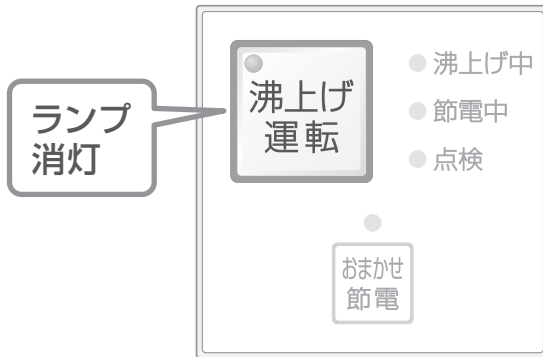 ランプ
消灯
沸上げ
運転
沸上げ中
節電中
点検
おまかせ
節電